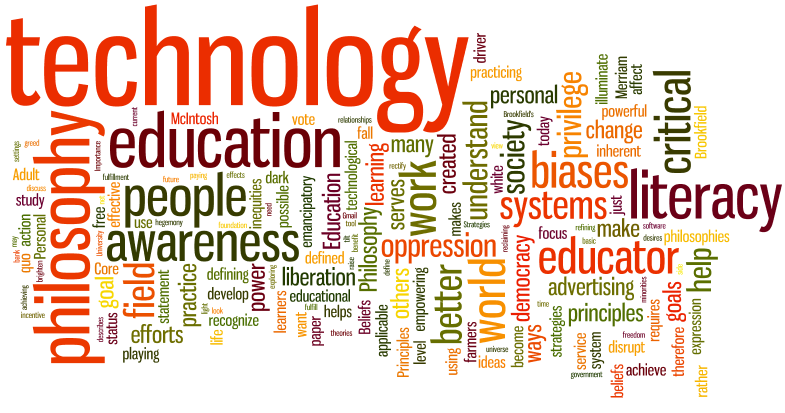 technology
driver
practicing
personal
illuminate
Merriam
affect
critical
privilege
powerful
Brookfield
change
inherent
Brookfield's
today
society
understand
view
white
biases
literacy
just
systems
software
desires
philosophies
refining
basic
make
focus
educator
current
McIntosh
vote
relationships
fall
many
created
education
rectify
learning
technological
work
serves
makes
Strategies
reclaiming
settings
greed
Adult
discuss
study
philosophy
Importance
fulfillment
future
paying
effects
dark
people
free
effective
use
hegemony
foundation
inequities
need
possible
emancipatory
Education
Gmail
tool
benefit
awareness
University
Philosophy
oppression
may
action
quo
Personal
brighten
Core
goal
field
statement
practice
defining
develop
power
exploring
defined
liberation
raise
define
educational
fulfill
learners
light
look
recognize
life
want
paper
helps
theories
Beliefs
applicable
others
Principles
level
empowering
better
world
using
farmers
universe
ideas
democracy
become
ways
time
strategies
advertising
principles
service
system
government
freedom
disrupt
beliefs
achieve
minorities
requires
goals
therefore
help
expression
rather
achieving
incentive
describes
status
efforts
playing